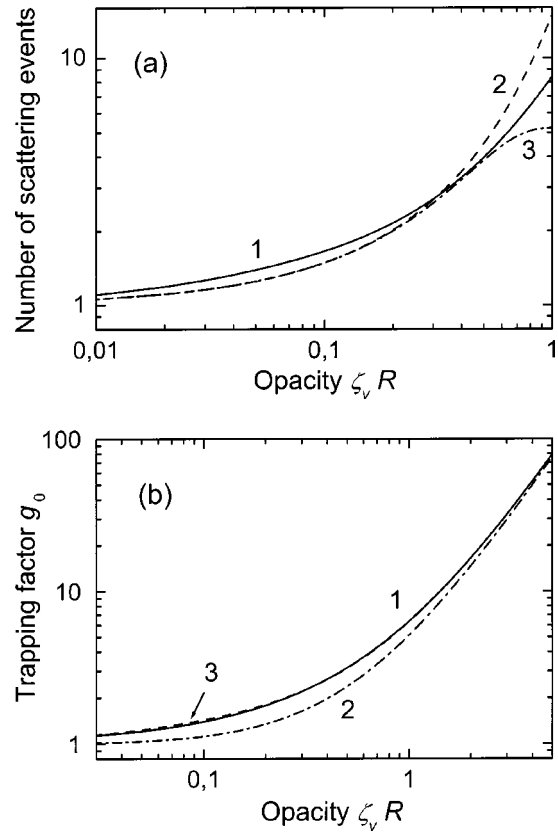 (a)
Number of scattering events
10
1
1
2
3
0,01
0,1
1
Opacity ζᵥ R
(b)
Trapping factor g₀
100
10
1
1
3
2
0,1
1
Opacity ζᵥ R